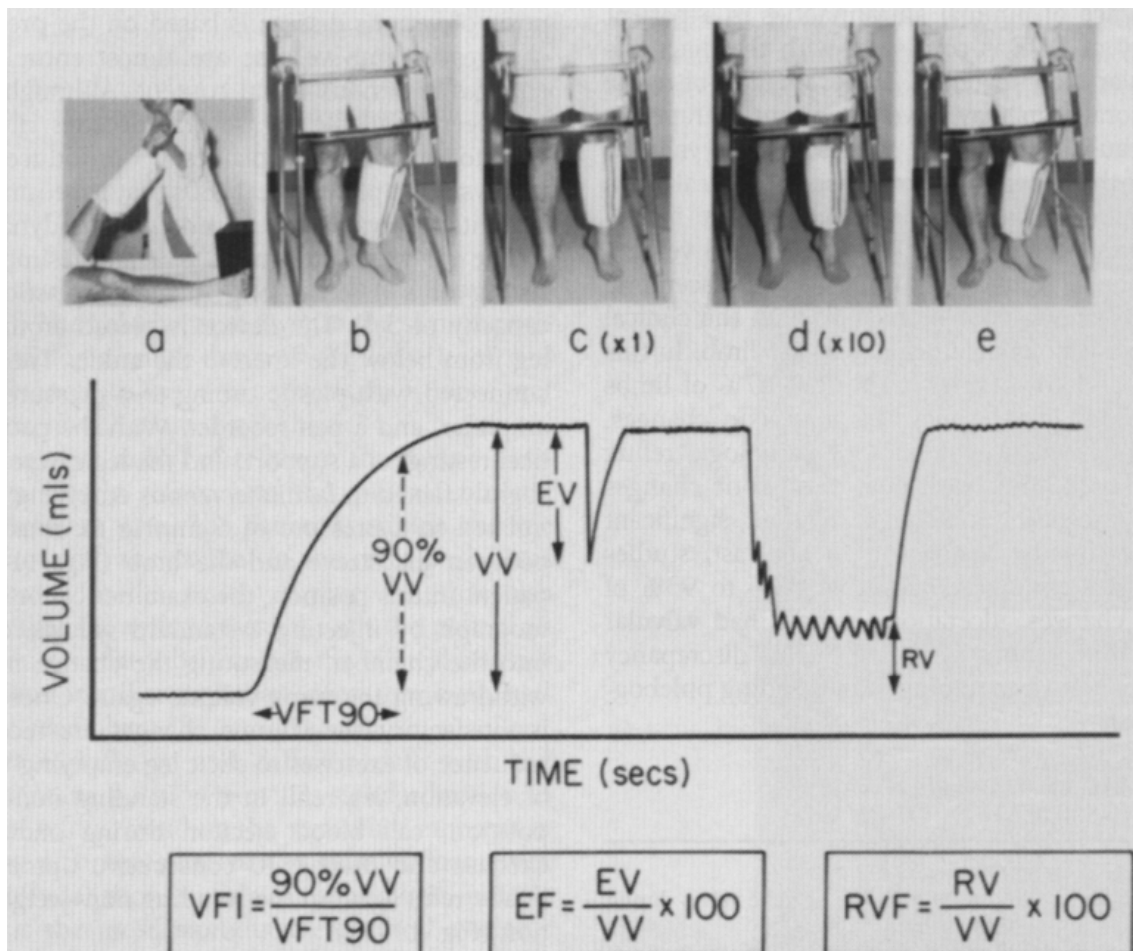 a
b
c (x1)
d (x10)
e
VOLUME (mls)
90%
VV
VV
EV
RV
VFT90
TIME (secs)
VFI = 90% VV / VFT90
EF = EV / VV x 100
RVF = RV / VV x 100